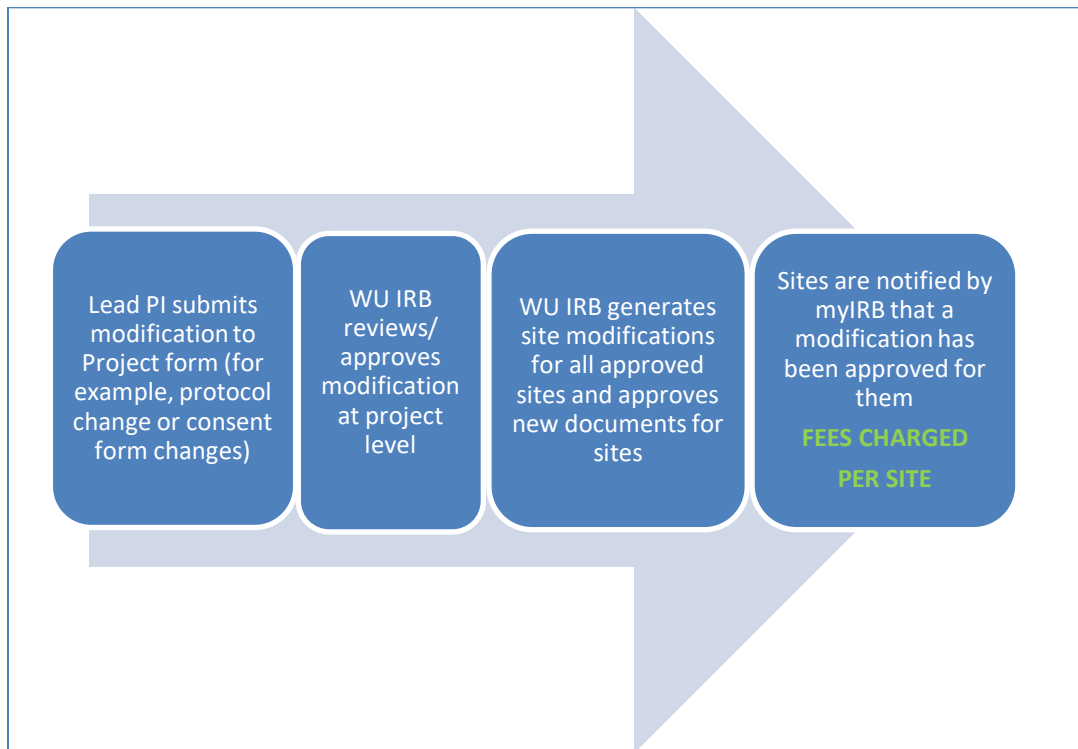 Lead PI submits
modification to
Project form (for
example, protocol
change or consent
form changes)
WU IRB
reviews/
approves
modification
at project
level
WU IRB generates
site modifications
for all approved
sites and approves
new documents for
sites
Sites are notified by
myIRB that a
modification has
been approved for
them
FEES CHARGED
PER SITE